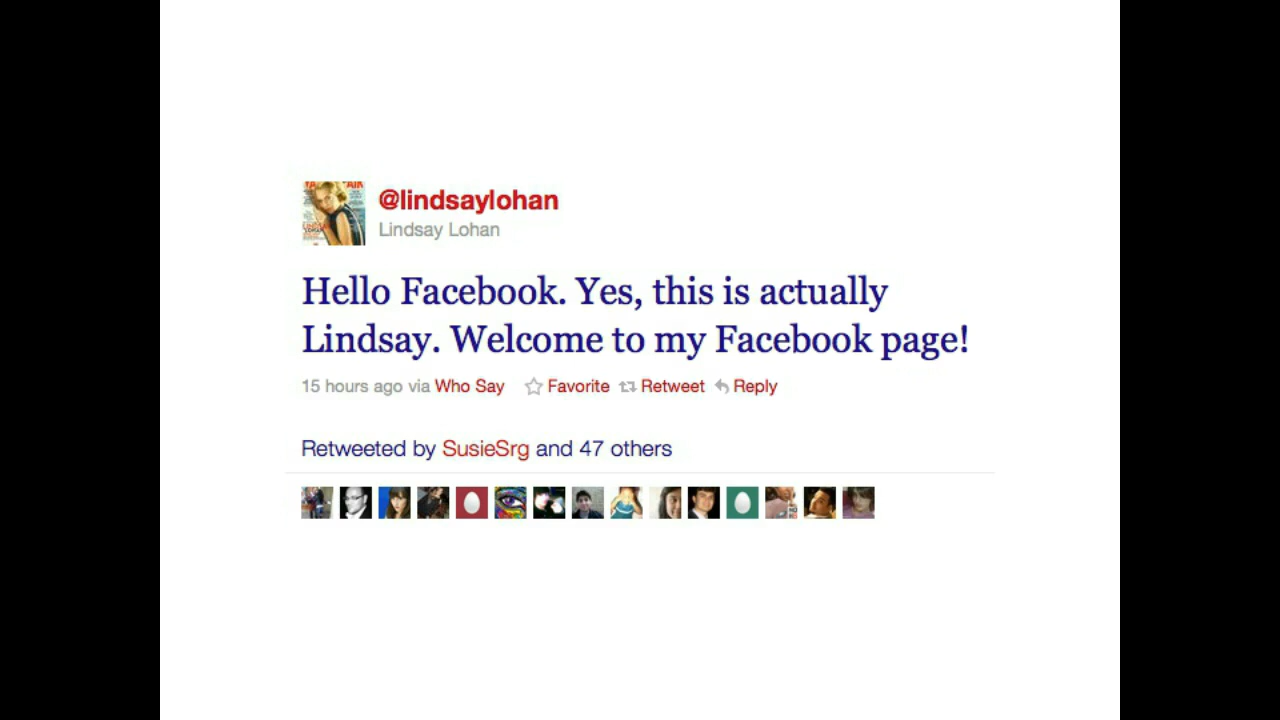 @lindsaylohan
Lindsay Lohan
Hello Facebook. Yes, this is actually
Lindsay. Welcome to my Facebook page!
15 hours ago via Who Say Favorite Retweet Reply
Retweeted by SusieSrg and 47 others